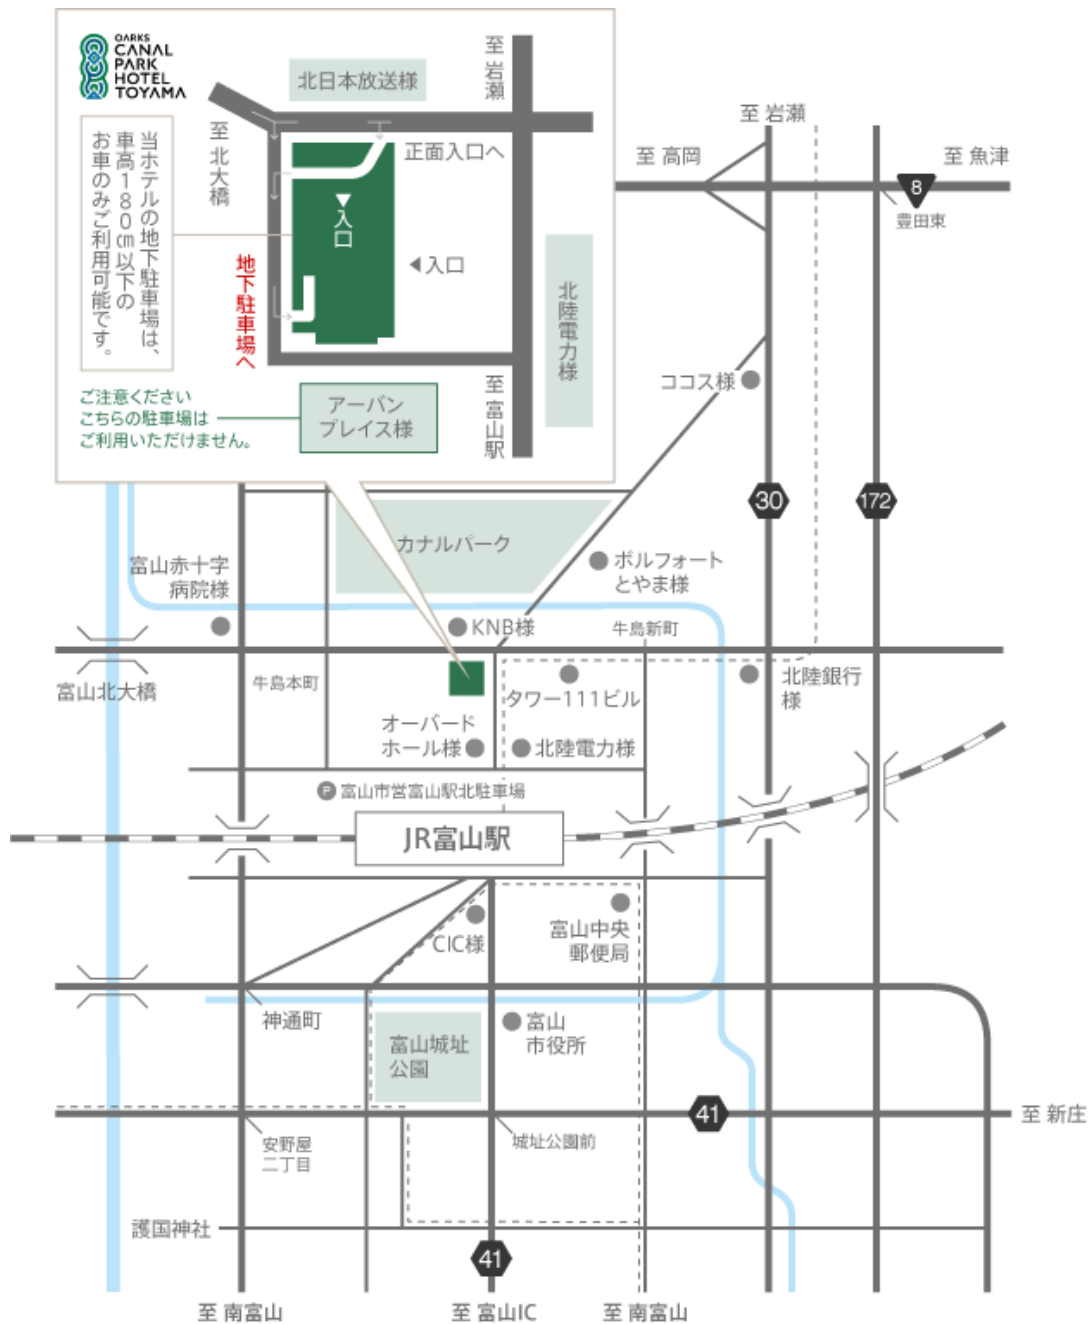 OARKS
CANAL
PARK
HOTEL
TOYAMA
北日本放送様
至 岩瀬
至 北大橋
正面入口へ
当ホテルの地下駐車場は、
車高180cm以下の
お車のみご利用可能です。
▼入口
◀入口
地下駐車場へ
北陸電力様
ご注意ください
こちらの駐車場は
ご利用いただけません。
アーバン
プレイス様
至 富山駅
至 岩瀬
至 高岡
至 魚津
8
豊田東
ココス様
30
172
カナルパーク
富山赤十字
病院様
ボルフォート
とやま様
KNB様
牛島新町
富山北大橋
牛島本町
タワー111ビル
北陸銀行
様
オーバード
ホール様
北陸電力様
P
富山市営富山駅北駐車場
JR富山駅
CIC様
富山中央
郵便局
神通町
富山城址
公園
富山
市役所
41
至 新庄
安野屋
二丁目
城址公園前
護国神社
41
至 南富山
至 富山IC
至 南富山